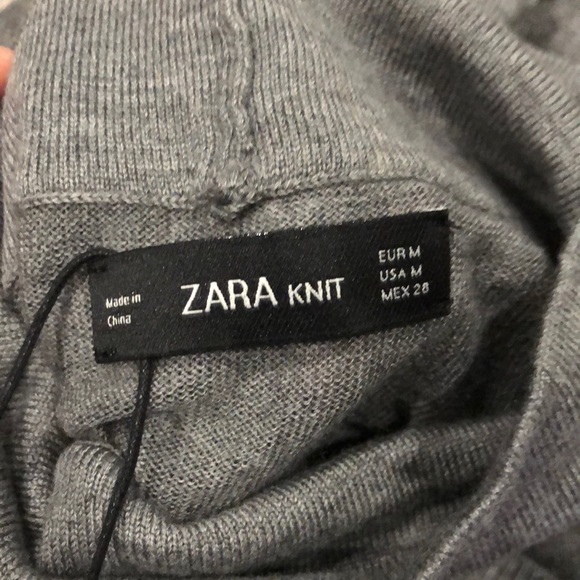 Made in
China
ZARA KNIT
EUR M
USA M
MEX 28